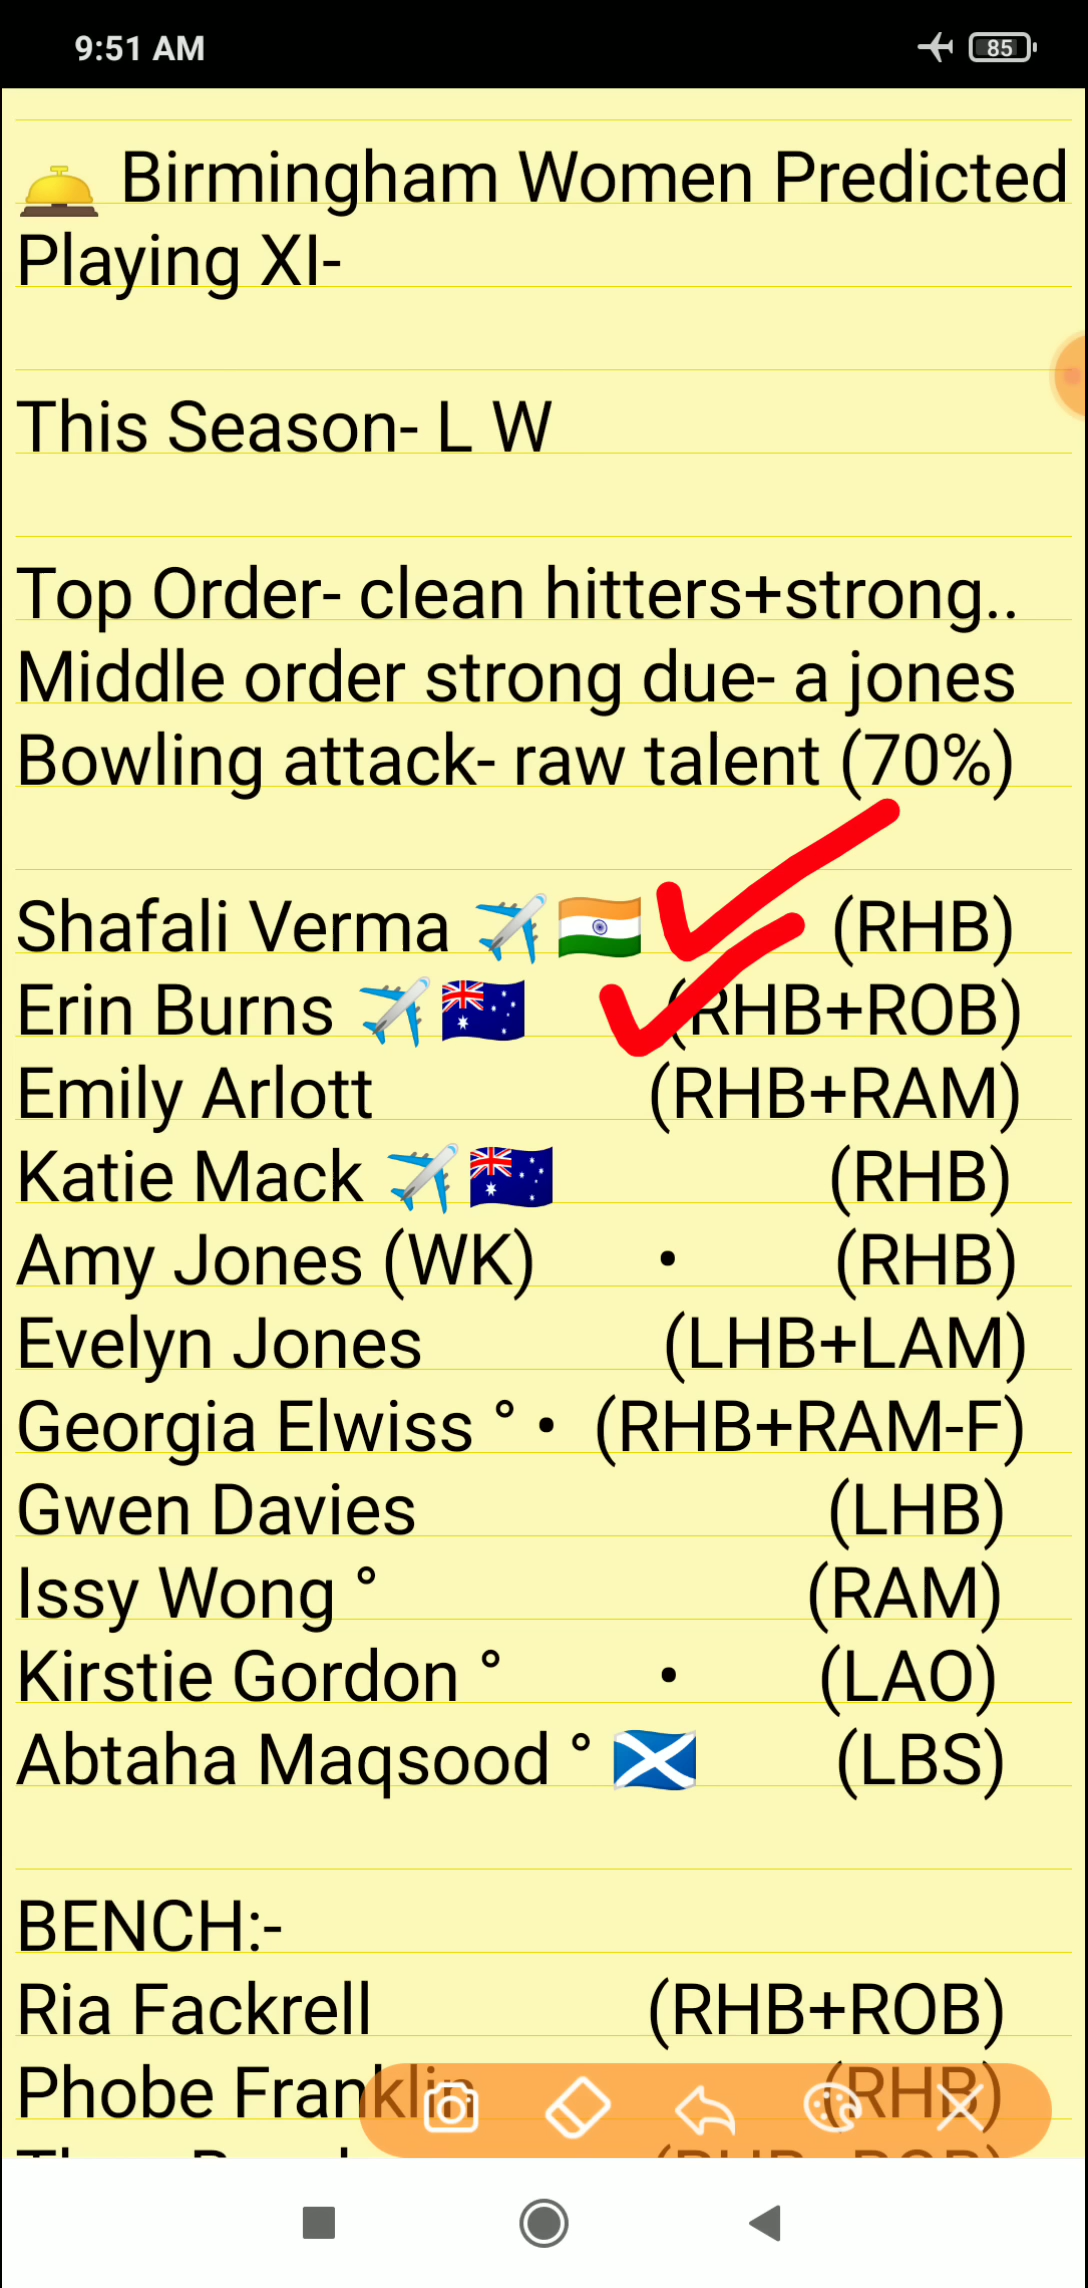 9:51 AM
85
🛎️ Birmingham Women Predicted
Playing XI-
This Season- L W
Top Order- clean hitters+strong..
Middle order strong due- a jones
Bowling attack- raw talent (70%)
Shafali Verma ✈️🇮🇳 (RHB)
Erin Burns ✈️🇦🇺 (RHB+ROB)
Emily Arlott (RHB+RAM)
Katie Mack ✈️🇦🇺 (RHB)
Amy Jones (WK) • (RHB)
Evelyn Jones (LHB+LAM)
Georgia Elwiss ° • (RHB+RAM-F)
Gwen Davies (LHB)
Issy Wong ° (RAM)
Kirstie Gordon ° • (LAO)
Abtaha Maqsood ° 🏴󠁧󠁢󠁳󠁣󠁴󠁿 (LBS)
BENCH:-
Ria Fackrell (RHB+ROB)
Phobe Franklin (RHB)